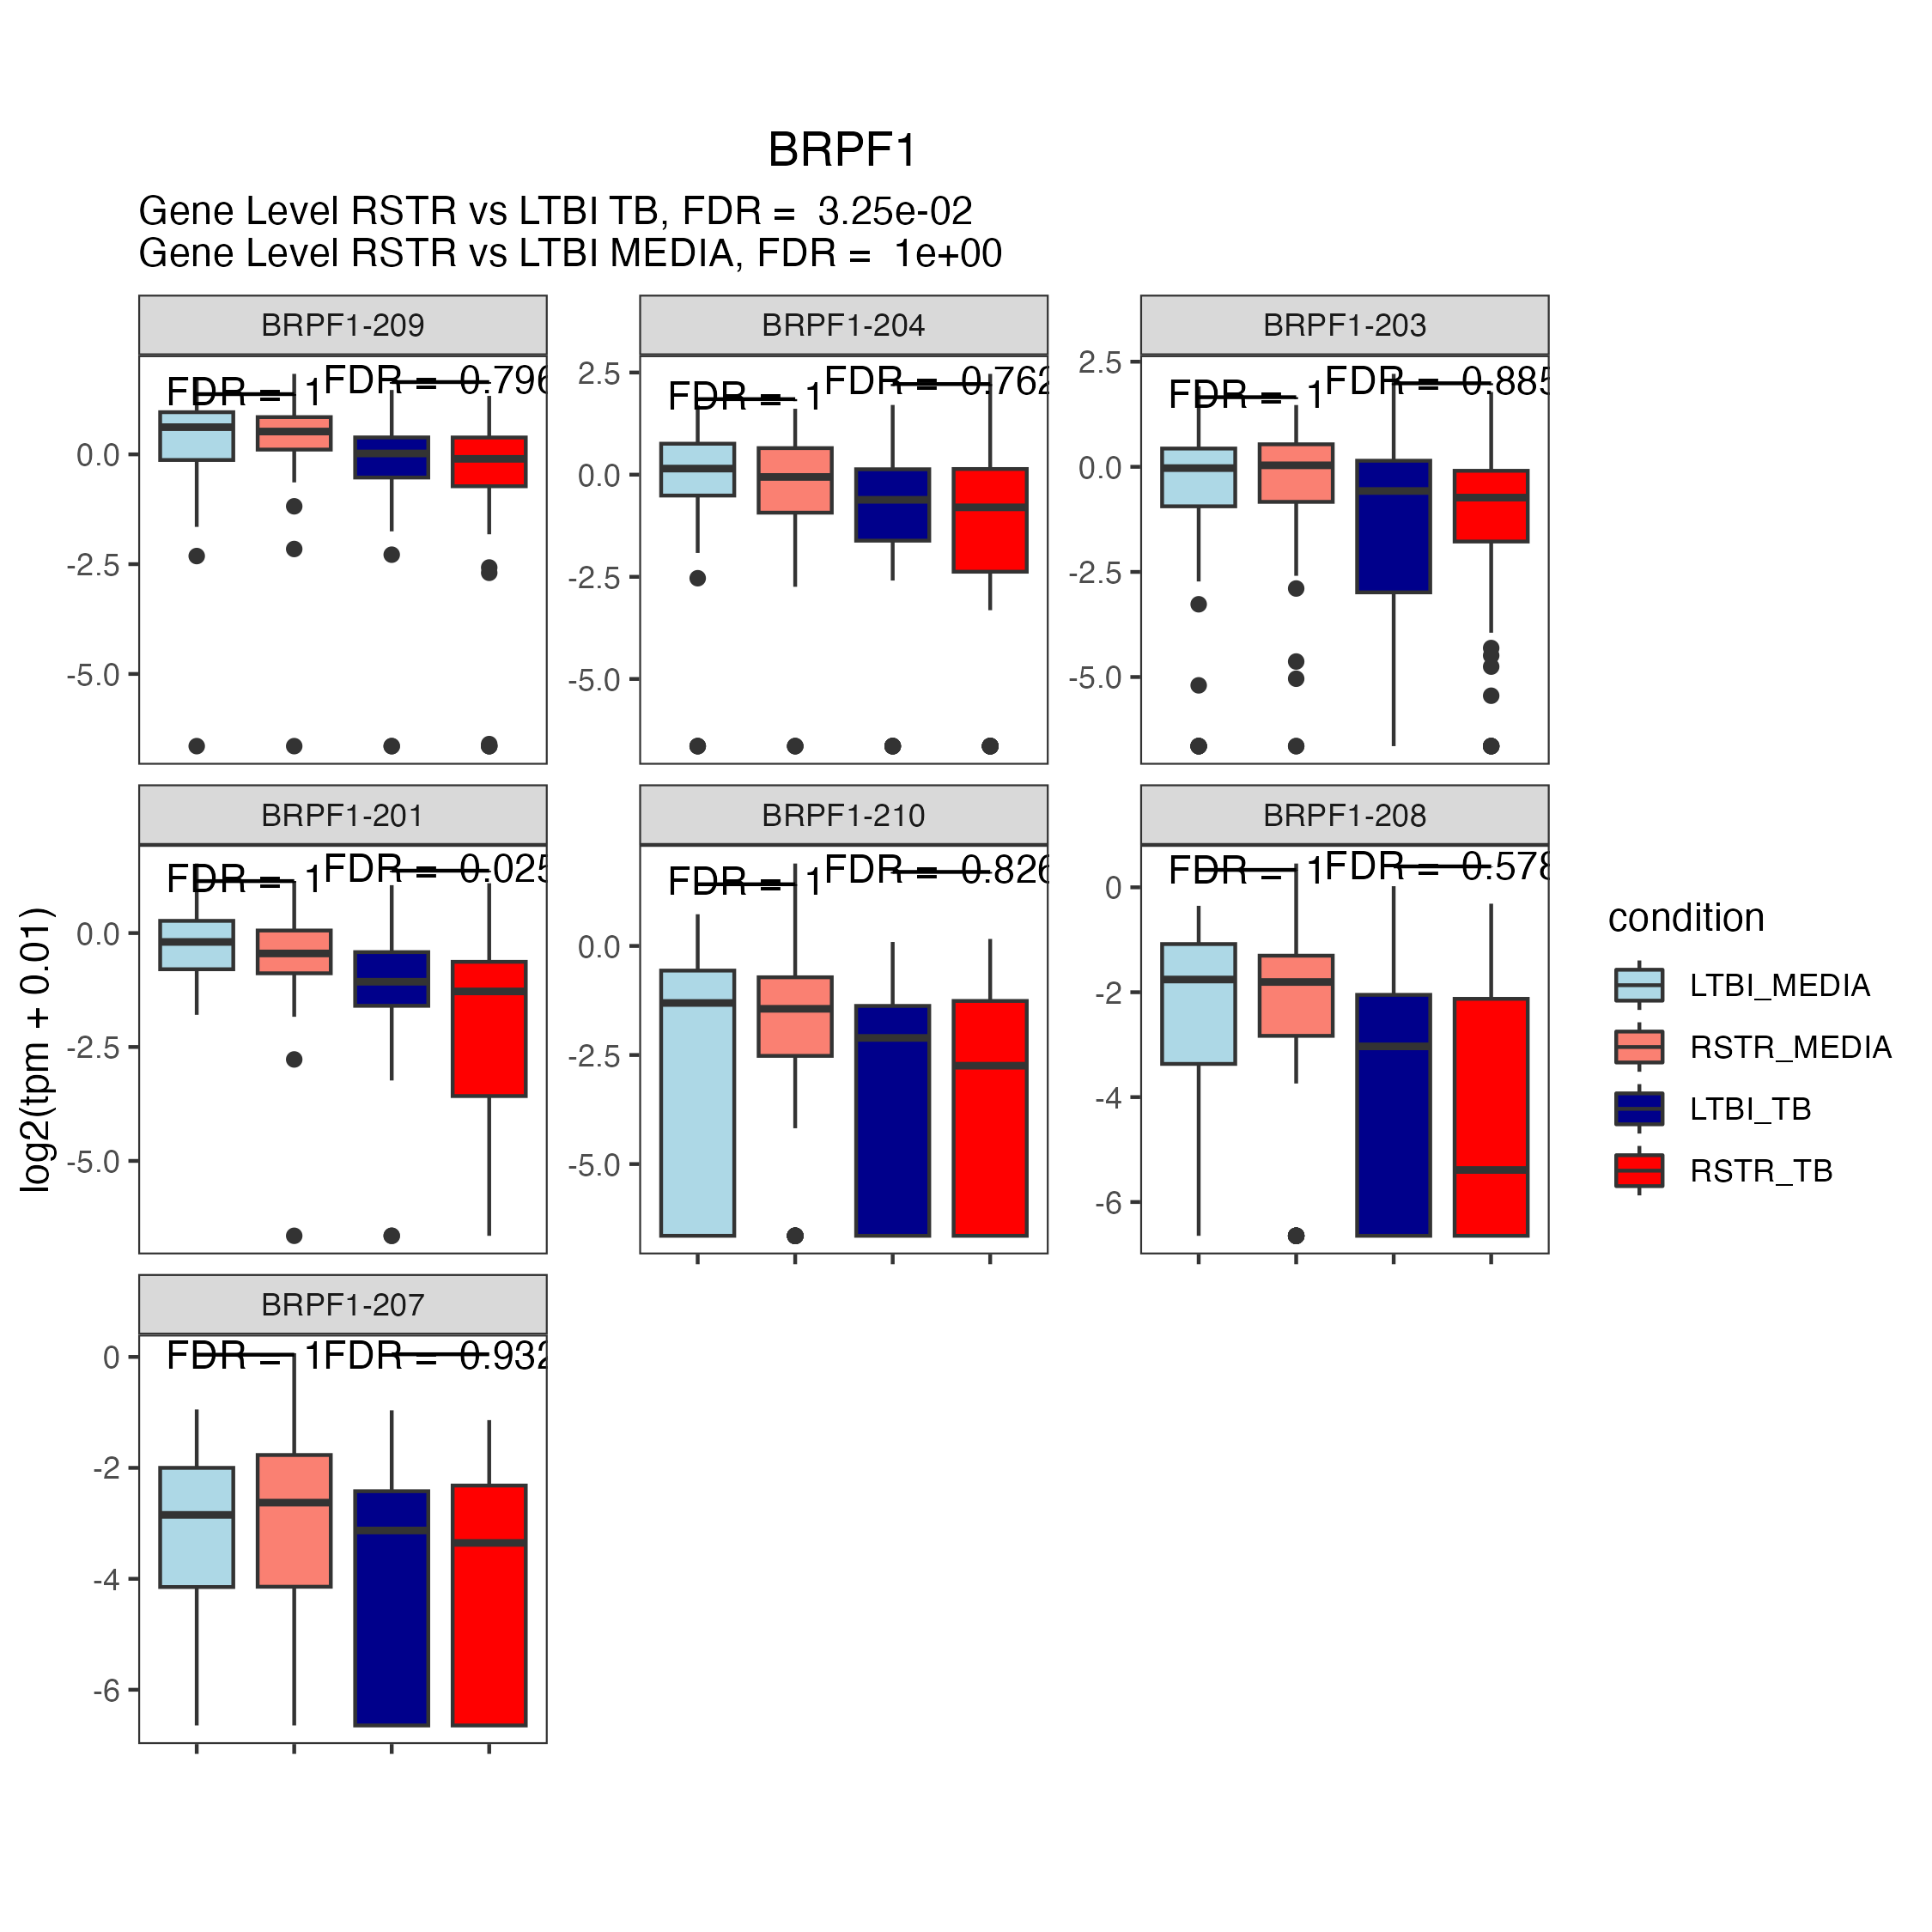 BRPF1
Gene Level RSTR vs LTBI TB, FDR = 3.25e-02
Gene Level RSTR vs LTBI MEDIA, FDR = 1e+00
BRPF1-209
FDR = 1 FDR = 0.796
0.0
-2.5
-5.0
BRPF1-204
FDR = 1 FDR = 0.762
2.5
0.0
-2.5
-5.0
BRPF1-203
FDR = 1 FDR = 0.885
2.5
0.0
-2.5
-5.0
BRPF1-201
FDR = 1 FDR = 0.025
0.0
-2.5
-5.0
BRPF1-210
FDR = 1 FDR = 0.826
0.0
-2.5
-5.0
BRPF1-208
FDR = 1 FDR = 0.578
0
-2
-4
-6
BRPF1-207
FDR = 1 FDR = 0.932
0
-2
-4
-6
log2(tpm + 0.01)
condition
LTBI_MEDIA
RSTR_MEDIA
LTBI_TB
RSTR_TB